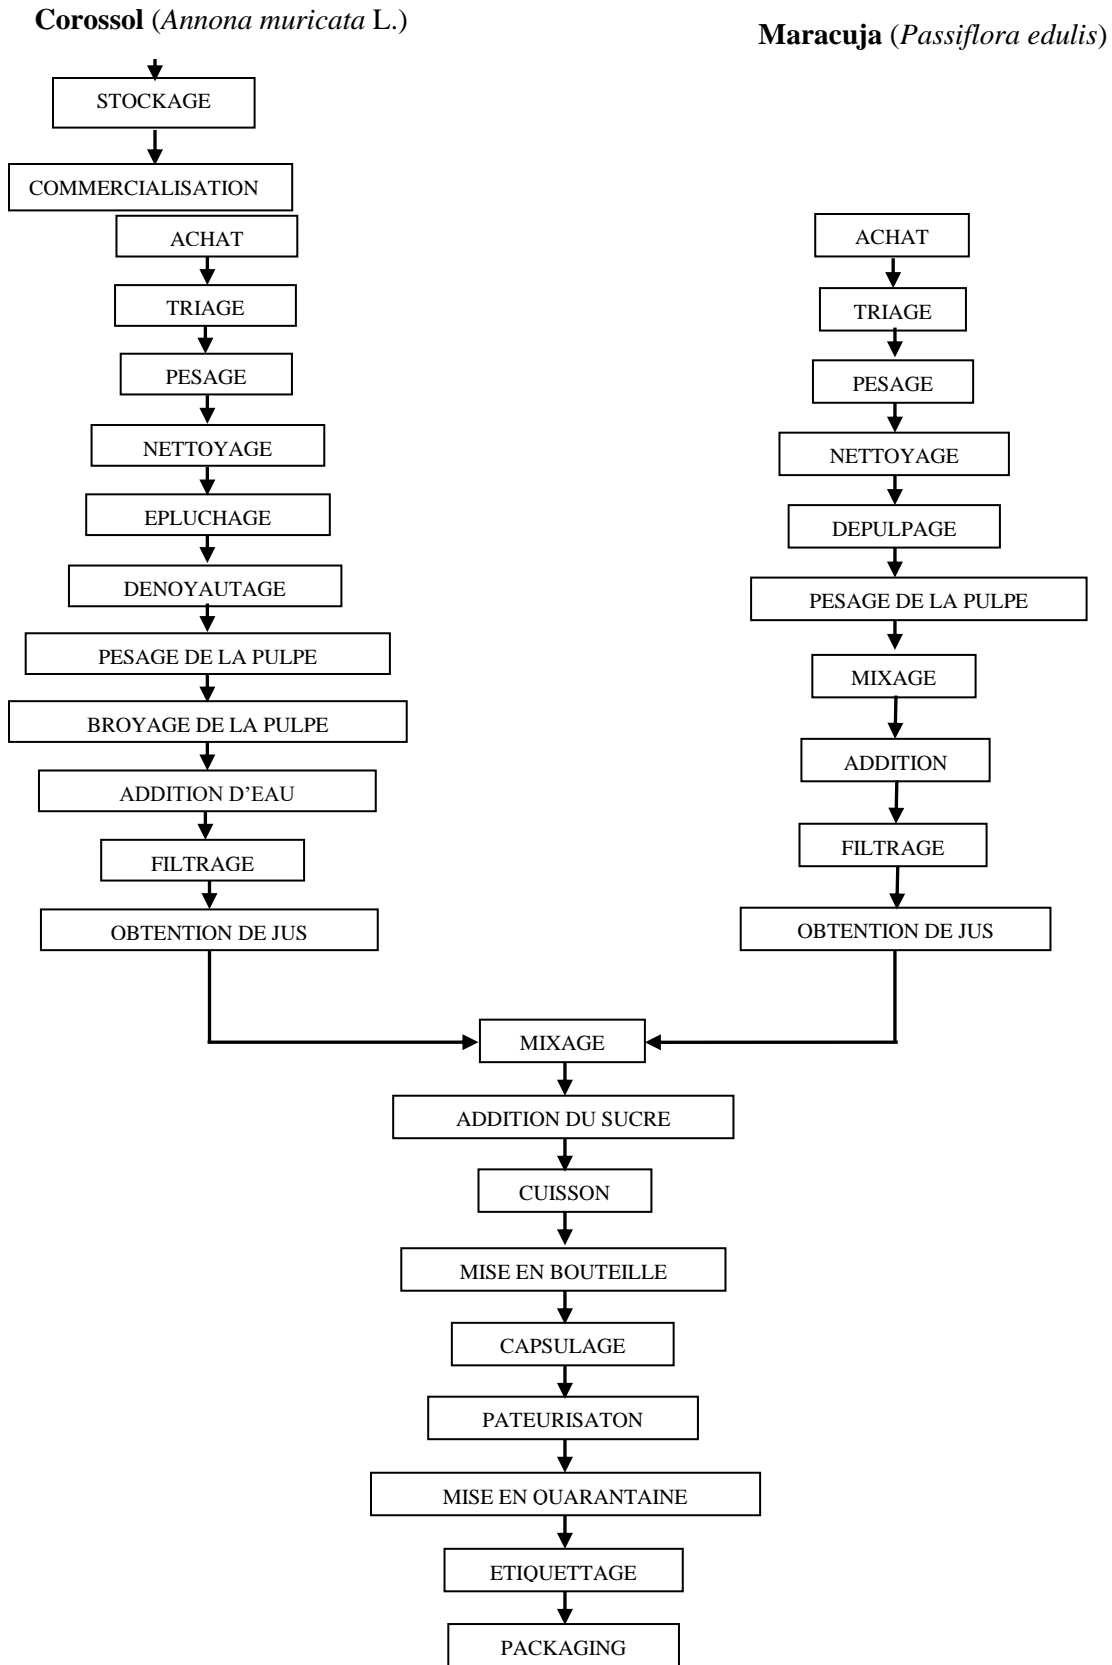 Corossol (Annona muricata L.)
Maracuja (Passiflora edulis)
STOCKAGE
COMMERCIALISATION
ACHAT
TRIAGE
PESAGE
NETTOYAGE
EPLUCHAGE
DENOYAUTAGE
PESAGE DE LA PULPE
BROYAGE DE LA PULPE
ADDITION D’EAU
FILTRAGE
OBTENTION DE JUS
ACHAT
TRIAGE
PESAGE
NETTOYAGE
DEPULPAGE
PESAGE DE LA PULPE
MIXAGE
ADDITION
FILTRAGE
OBTENTION DE JUS
MIXAGE
ADDITION DU SUCRE
CUISSON
MISE EN BOUTEILLE
CAPSULAGE
PATEURISATON
MISE EN QUARANTAINE
ETIQUETTAGE
PACKAGING